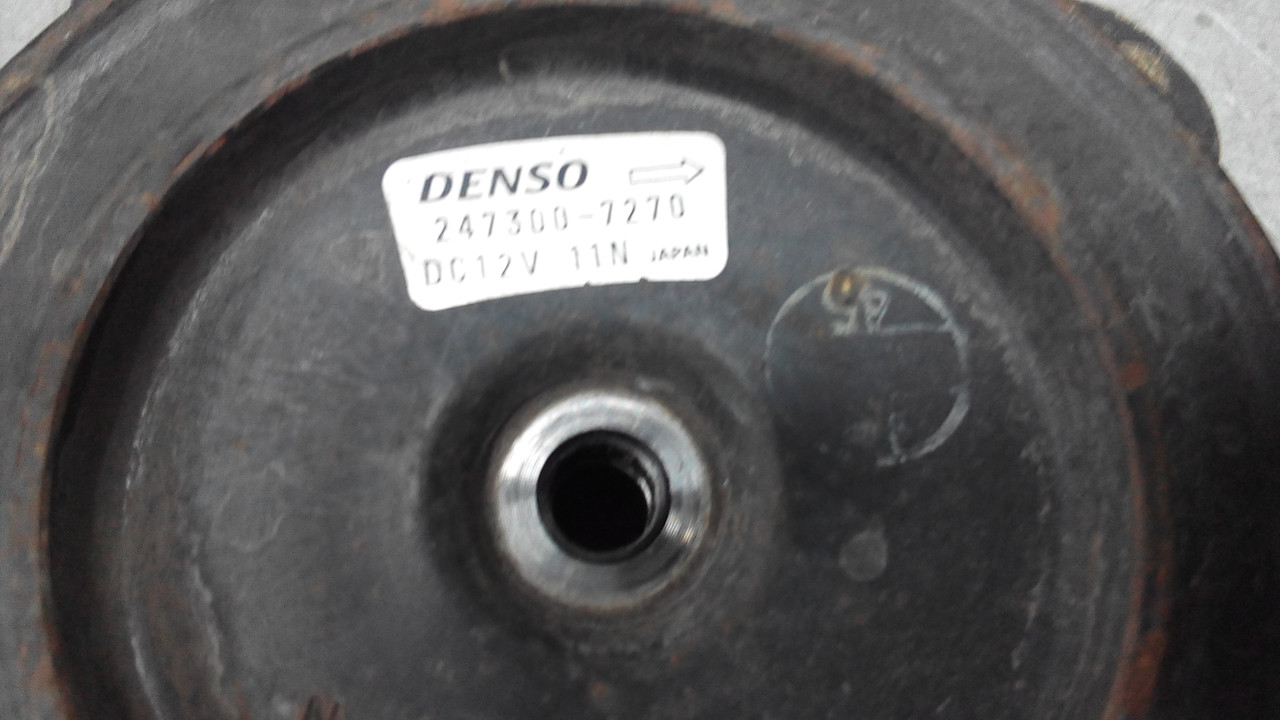 DENSO
247300-7270
DC12V 11N JAPAN